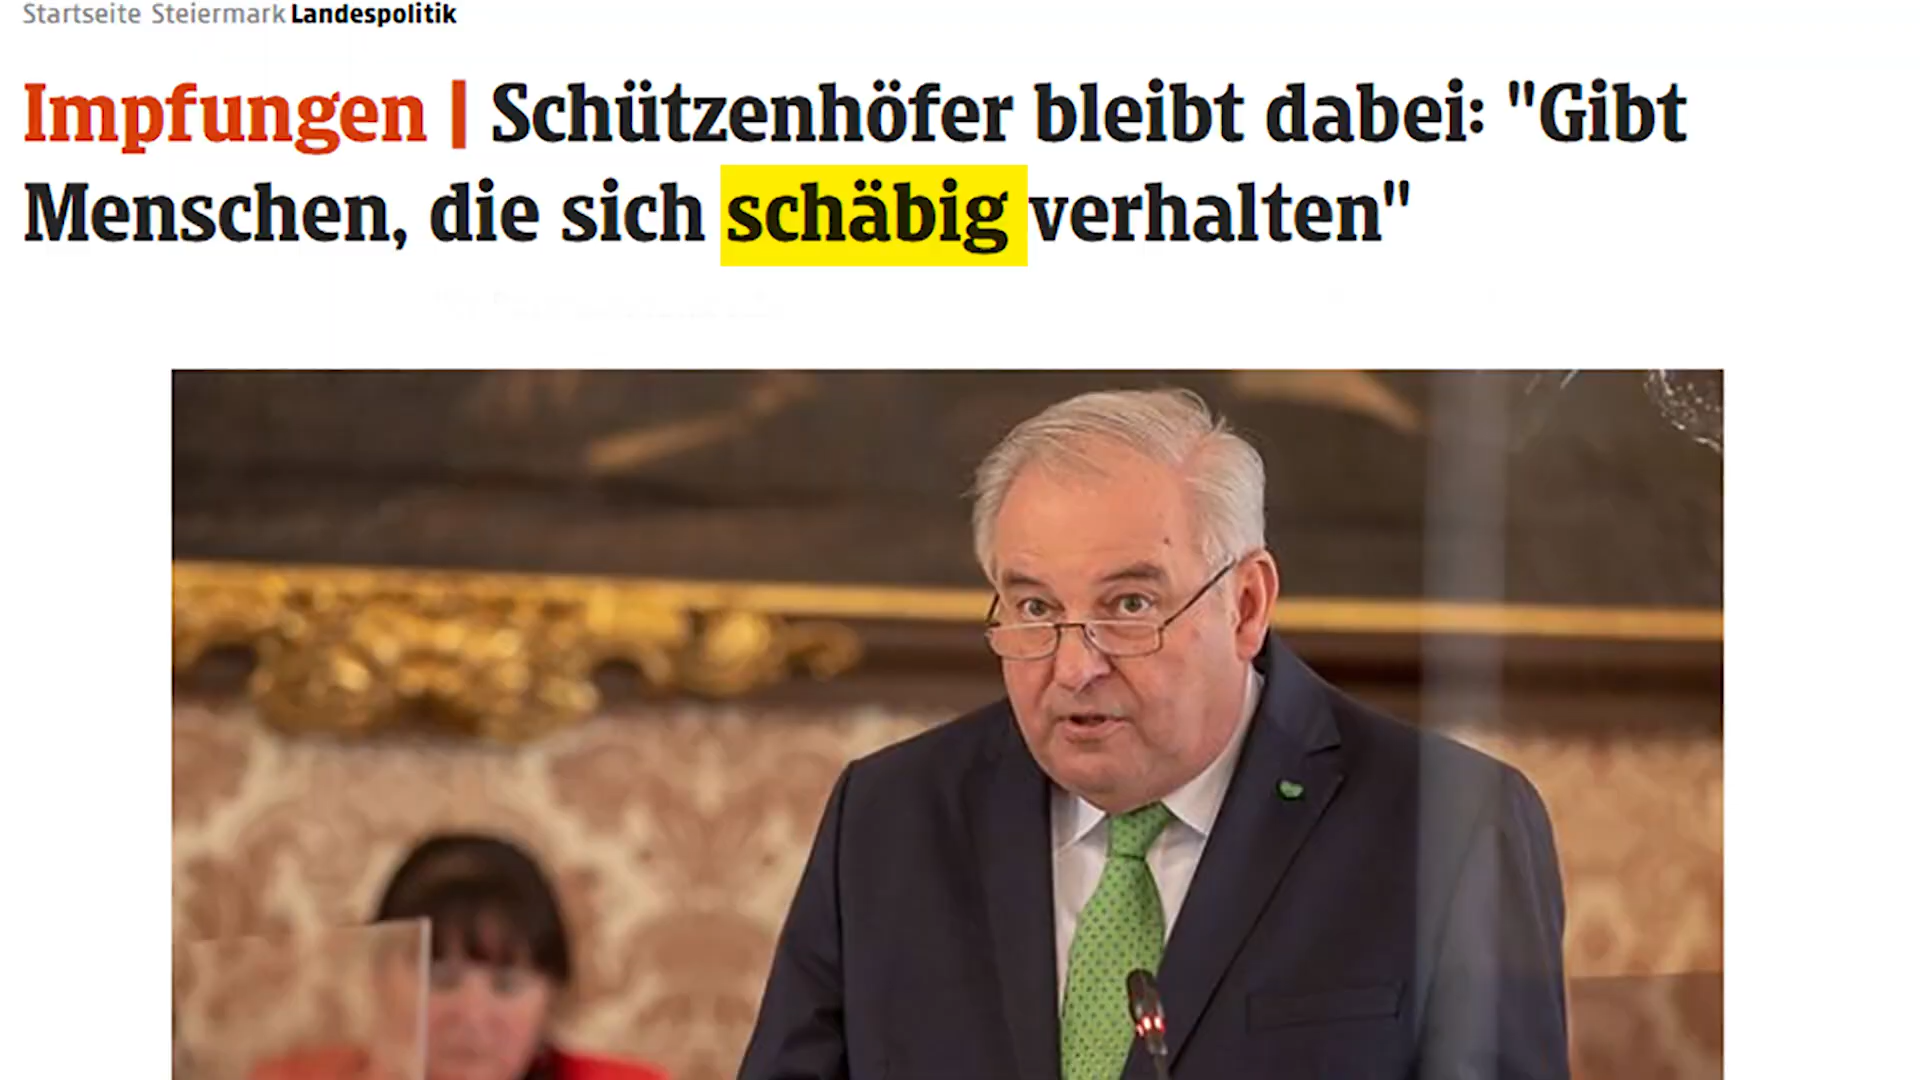 Startseite Steiermark Landespolitik
Impfungen | Schützenhöfer bleibt dabei: "Gibt
Menschen, die sich schäbig verhalten"